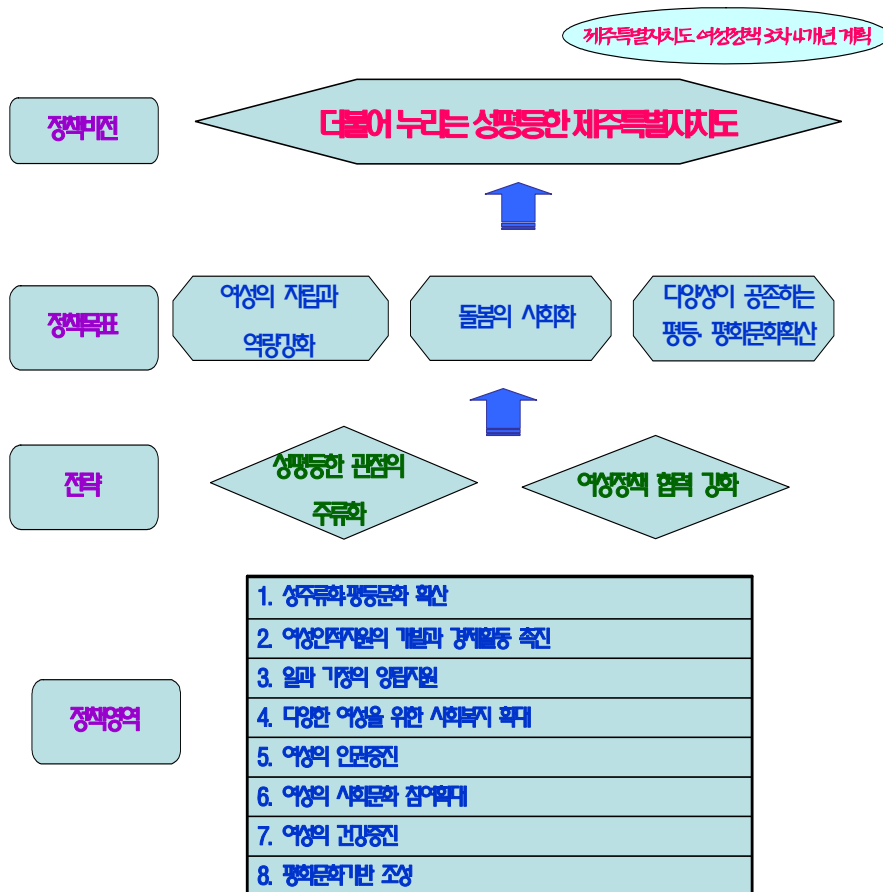 제주특별자치도 여성정책 3차 4개년 계획
정책비전
더불어 누리는 성평등한 제주특별자치도
정책목표
여성의 자립과
역량강화
돌봄의 사회화
다양성이 공존하는
평등· 평화문화확산
전략
성평등한 관점의
주류화
여성정책 협력 강화
정책영역
1. 성주류화·평등문화 확산
2. 여성인적자원의 개발과 경제활동 촉진
3. 일과 가정의 양립지원
4. 다양한 여성을 위한 사회복지 확대
5. 여성의 인권증진
6. 여성의 사회문화 참여확대
7. 여성의 건강증진
8. 평화문화기반 조성